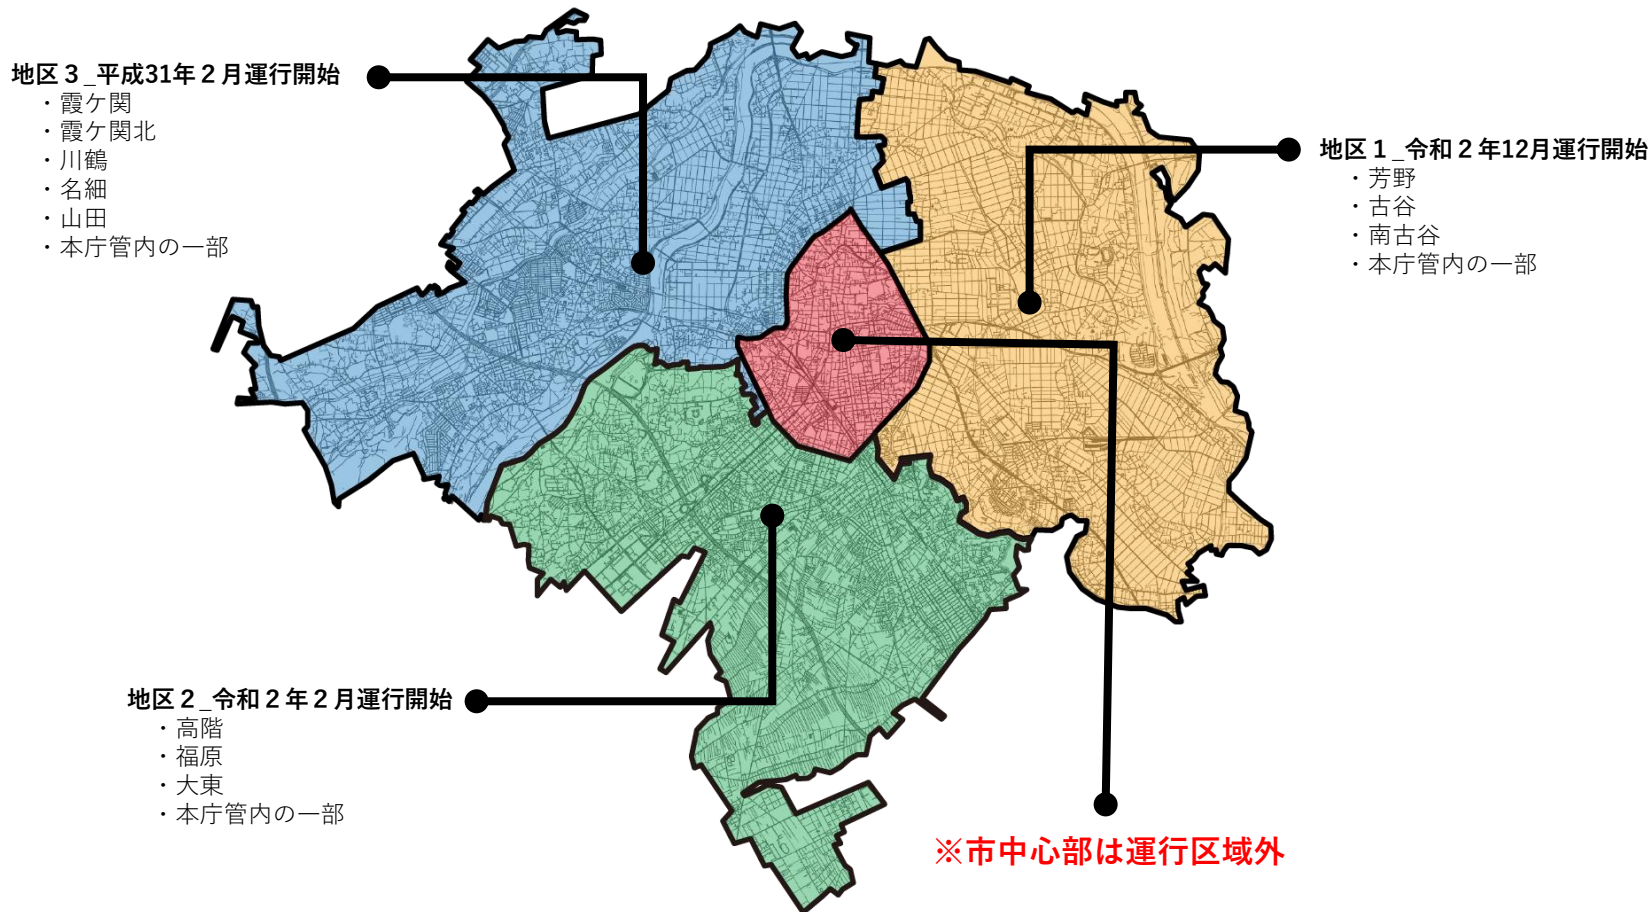 地区３_平成31年２月運行開始
・霞ケ関
・霞ケ関北
・川鶴
・名細
・山田
・本庁管内の一部
地区１_令和２年12月運行開始
・芳野
・古谷
・南古谷
・本庁管内の一部
地区２_令和２年２月運行開始
・高階
・福原
・大東
・本庁管内の一部
※市中心部は運行区域外